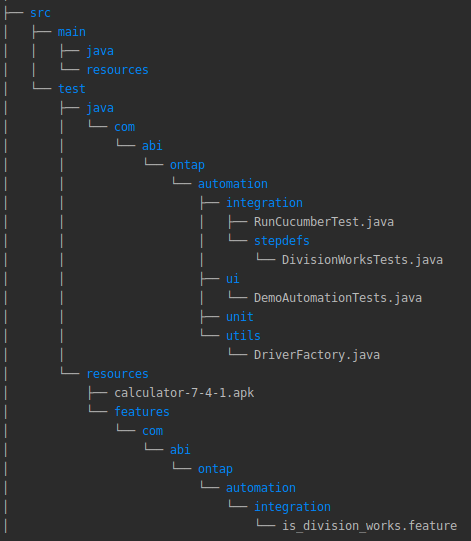 ├── src
│   ├── main
│   │   ├── java
│   │   └── resources
│   └── test
│       ├── java
│       │   └── com
│       │       └── abi
│       │           └── ontap
│       │               └── automation
│       │                   ├── integration
│       │                   │   ├── RunCucumberTest.java
│       │                   │   └── stepdefs
│       │                   │       └── DivisionWorksTests.java
│       │                   ├── ui
│       │                   │   └── DemoAutomationTests.java
│       │                   ├── unit
│       │                   └── utils
│       │                       └── DriverFactory.java
│       └── resources
│           ├── calculator-7-4-1.apk
│           └── features
│               └── com
│                   └── abi
│                       └── ontap
│                           └── automation
│                               └── integration
│                                   └── is_division_works.feature